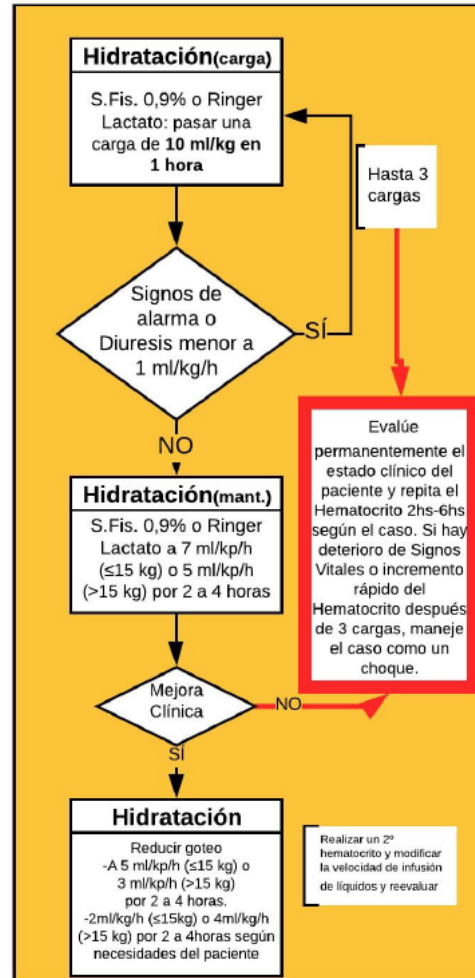 Hidratación(carga)
S.Fis. 0,9% o Ringer
Lactato: pasar una
carga de 10 ml/kg en
1 hora
Hasta 3
cargas
Signos de
alarma o
Diuresis menor a
1 ml/kg/h
SÍ
NO
Evalúe
permanentemente el
estado clínico del
paciente y repita el
Hematocrito 2hs-6hs
según el caso. Si hay
deterioro de Signos
Vitales o incremento
rápido del
Hematocrito después
de 3 cargas, maneje
el caso como un
choque.
Hidratación(mant.)
S.Fis. 0,9% o Ringer
Lactato a 7 ml/kp/h
(≤15 kg) o 5 ml/kp/h
(>15 kg) por 2 a 4 horas
Mejora
Clínica
NO
SÍ
Hidratación
Reducir goteo
-A 5 ml/kp/h (≤15 kg) o
3 ml/kp/h (>15 kg)
por 2 a 4 horas.
-2ml/kg/h (≤15kg) o 4ml/kg/h
(>15 kg) por 2 a 4horas según
necesidades del paciente
Realizar un 2º
hematocrito y modificar
la velocidad de infusión
de líquidos y reevaluar